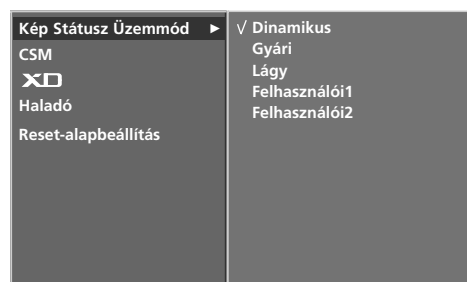 Kép Státusz Üzemmód ►
CSM
XD
Haladó
Reset-alapbeállítás
√ Dinamikus
Gyári
Lágy
Felhasználói1
Felhasználói2